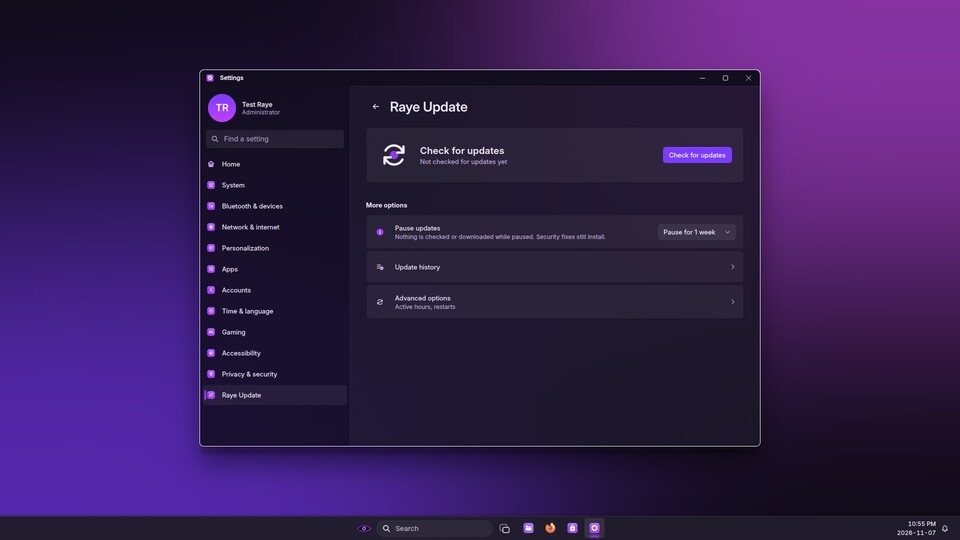 Settings
TR
Test Raye
Administrator
Find a setting
Home
System
Bluetooth & devices
Network & internet
Personalization
Apps
Accounts
Time & language
Gaming
Accessibility
Privacy & security
Raye Update
Raye Update
Check for updates
Not checked for updates yet
Check for updates
More options
Pause updates
Nothing is checked or downloaded while paused. Security fixes still install.
Pause for 1 week
Update history
Advanced options
Active hours, restarts
Search
10:55 PM
2026-11-07